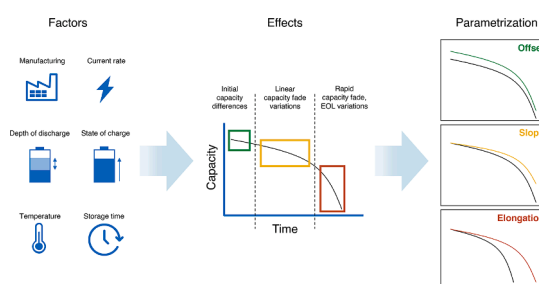 Factors
Effects
Parametrization
Manufacturing
Current rate
Depth of discharge
State of charge
Temperature
Storage time
Initial
capacity
differences
Linear
capacity fade
variations
Rapid
capacity fade,
EOL variations
Capacity
Time
Offse
Slop
Elongation